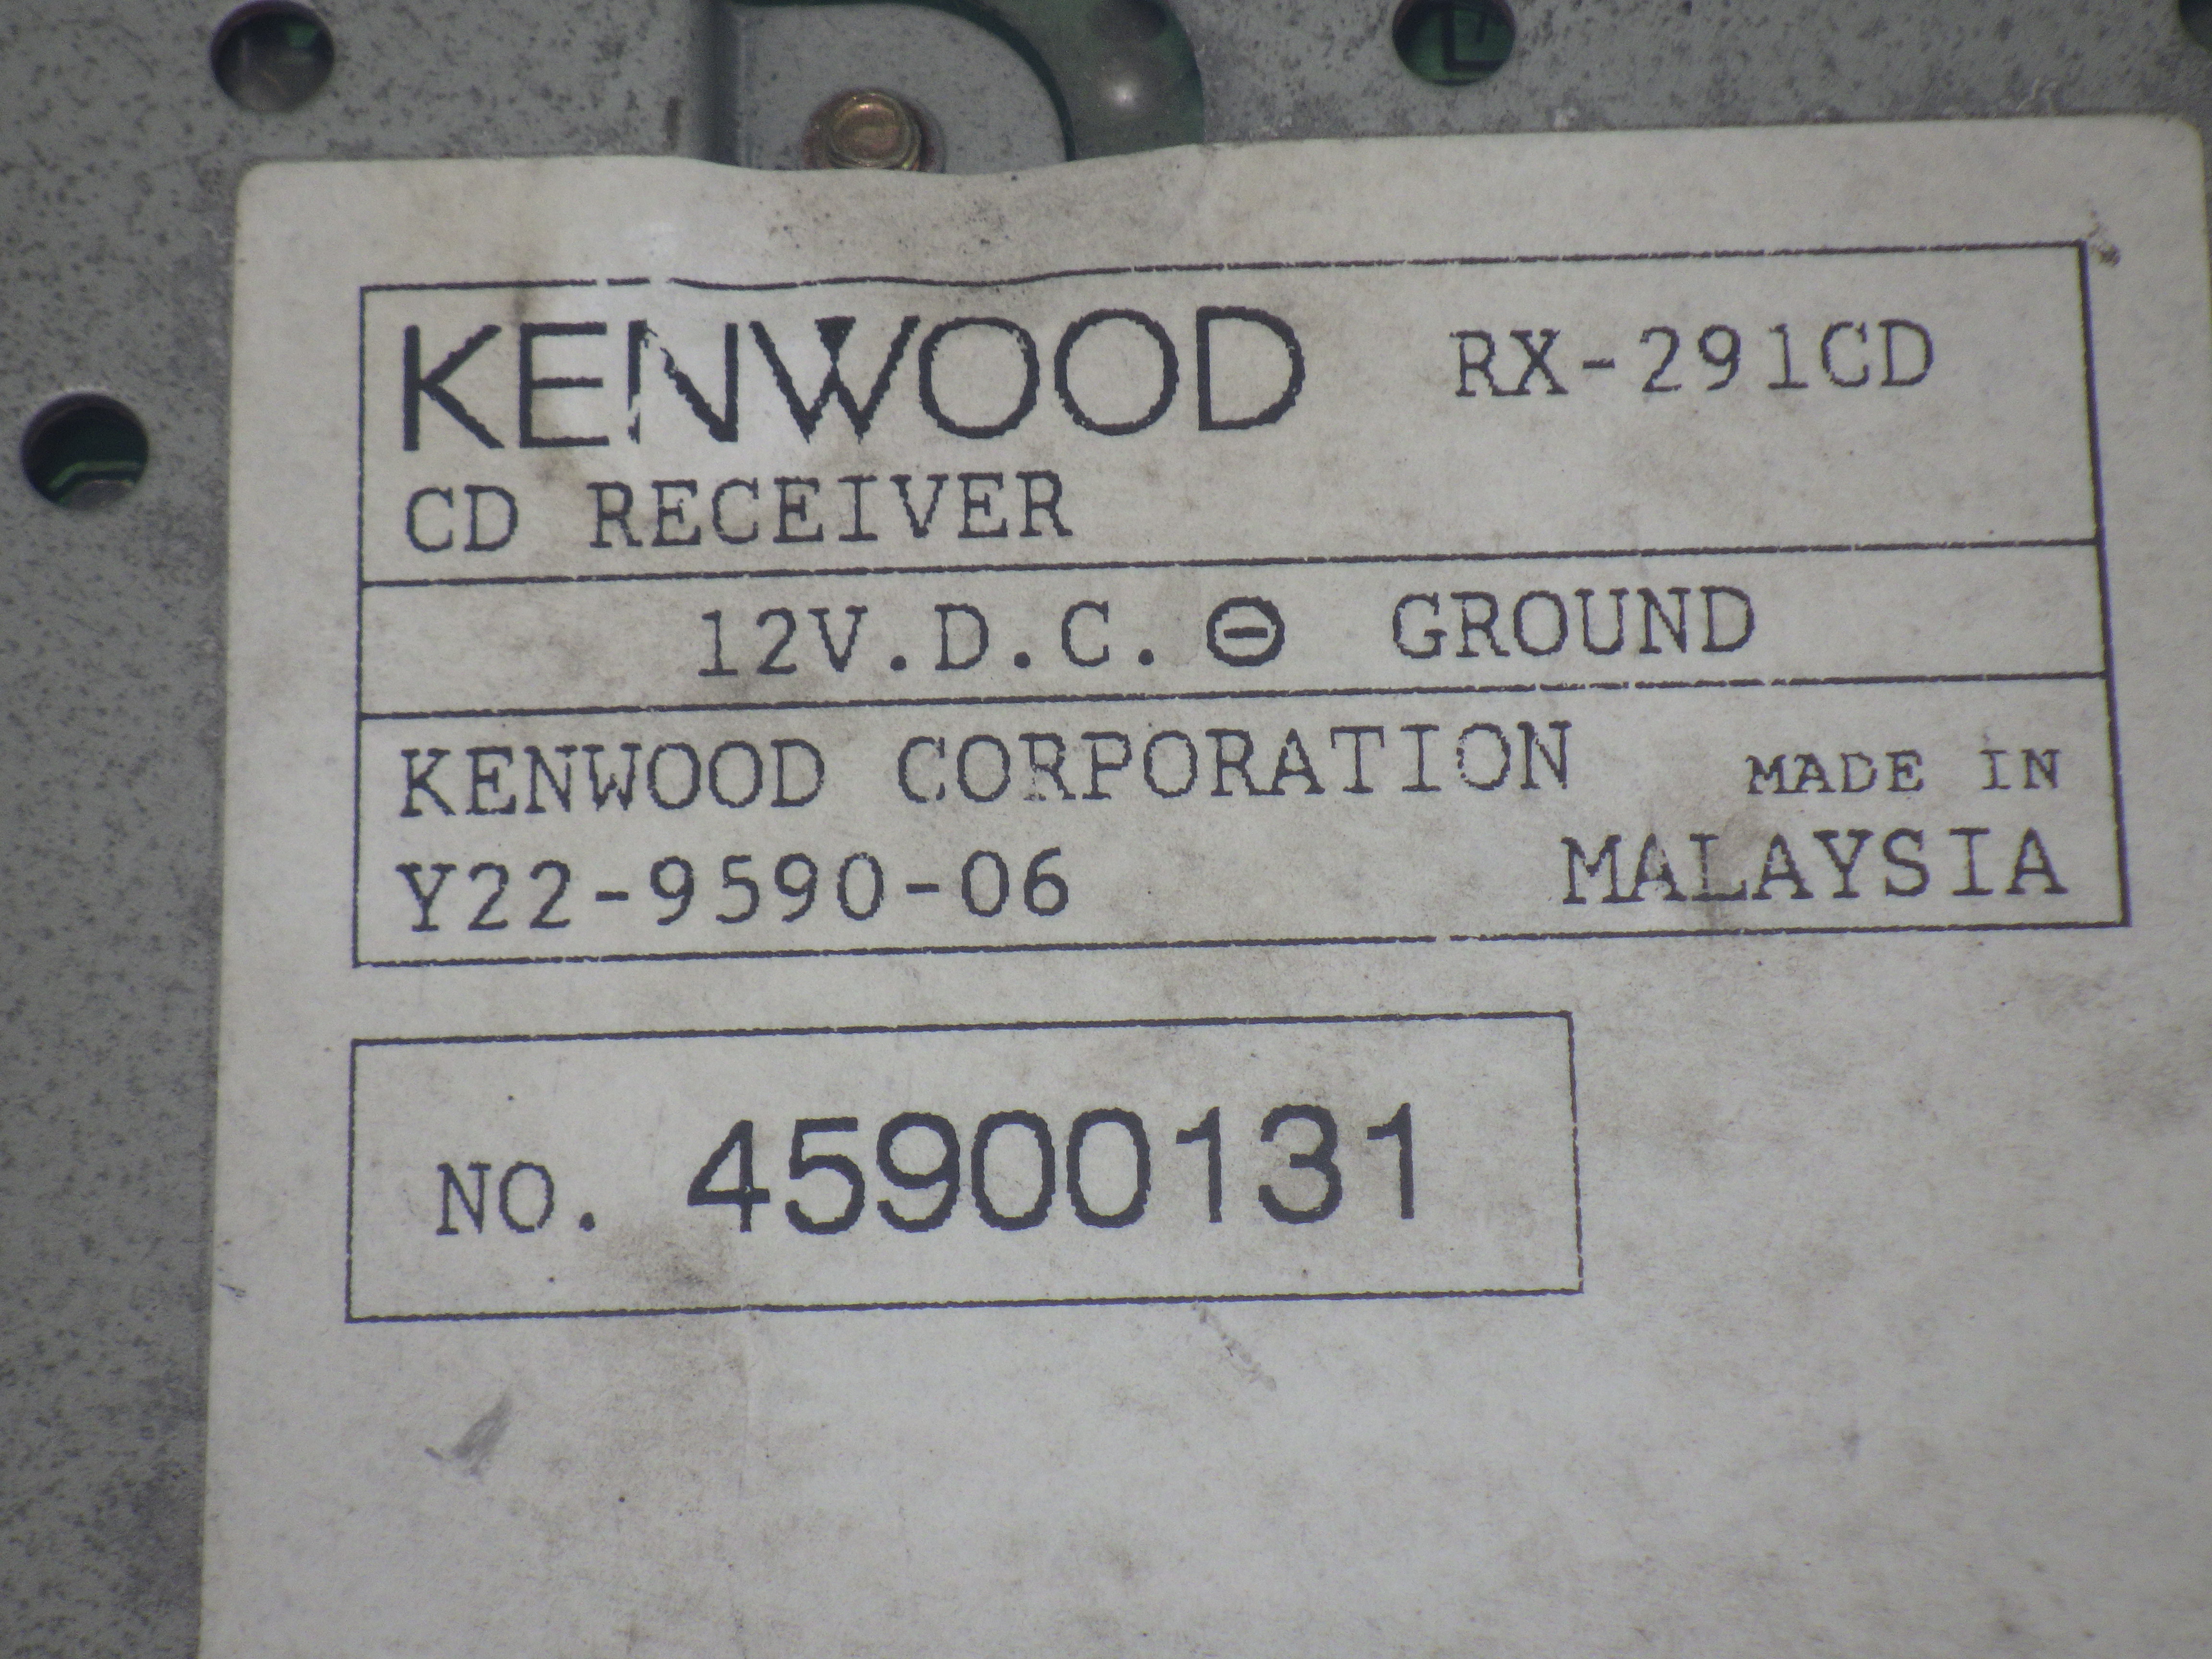 KENWOOD RX-291CD
CD RECEIVER
12V.D.C. ⊖ GROUND
KENWOOD CORPORATION MADE IN
Y22-9590-06 MALAYSIA
NO. 45900131